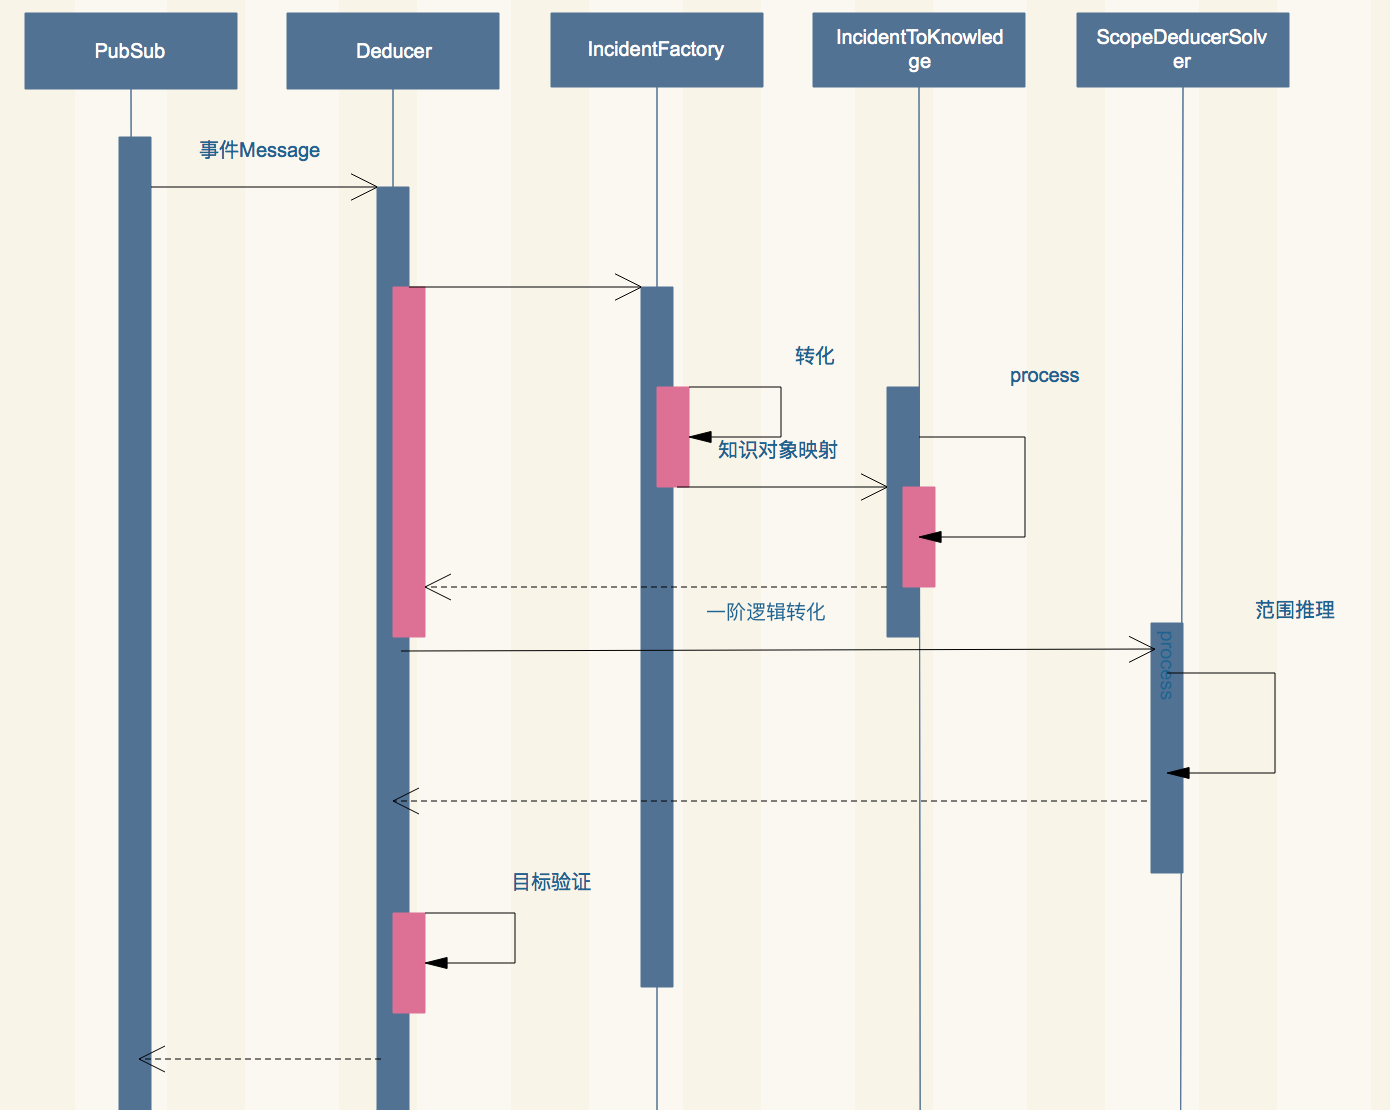 PubSub
Deducer
IncidentFactory
IncidentToKnowled
ge
ScopeDeducerSolv
er
事件Message
转化
process
知识对象映射
一阶逻辑转化
范围推理
process
目标验证